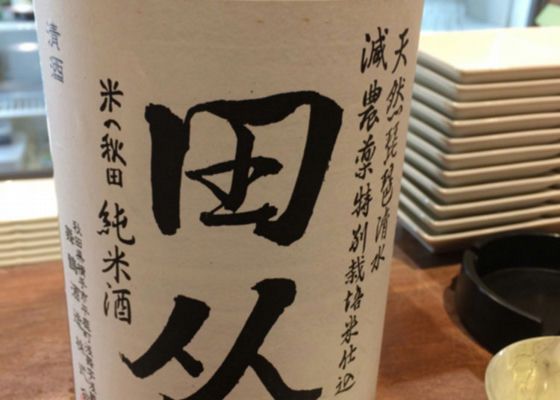 天然琵琶清水
減農薬特別栽培米仕込
田从
米の秋田
純米酒
清酒